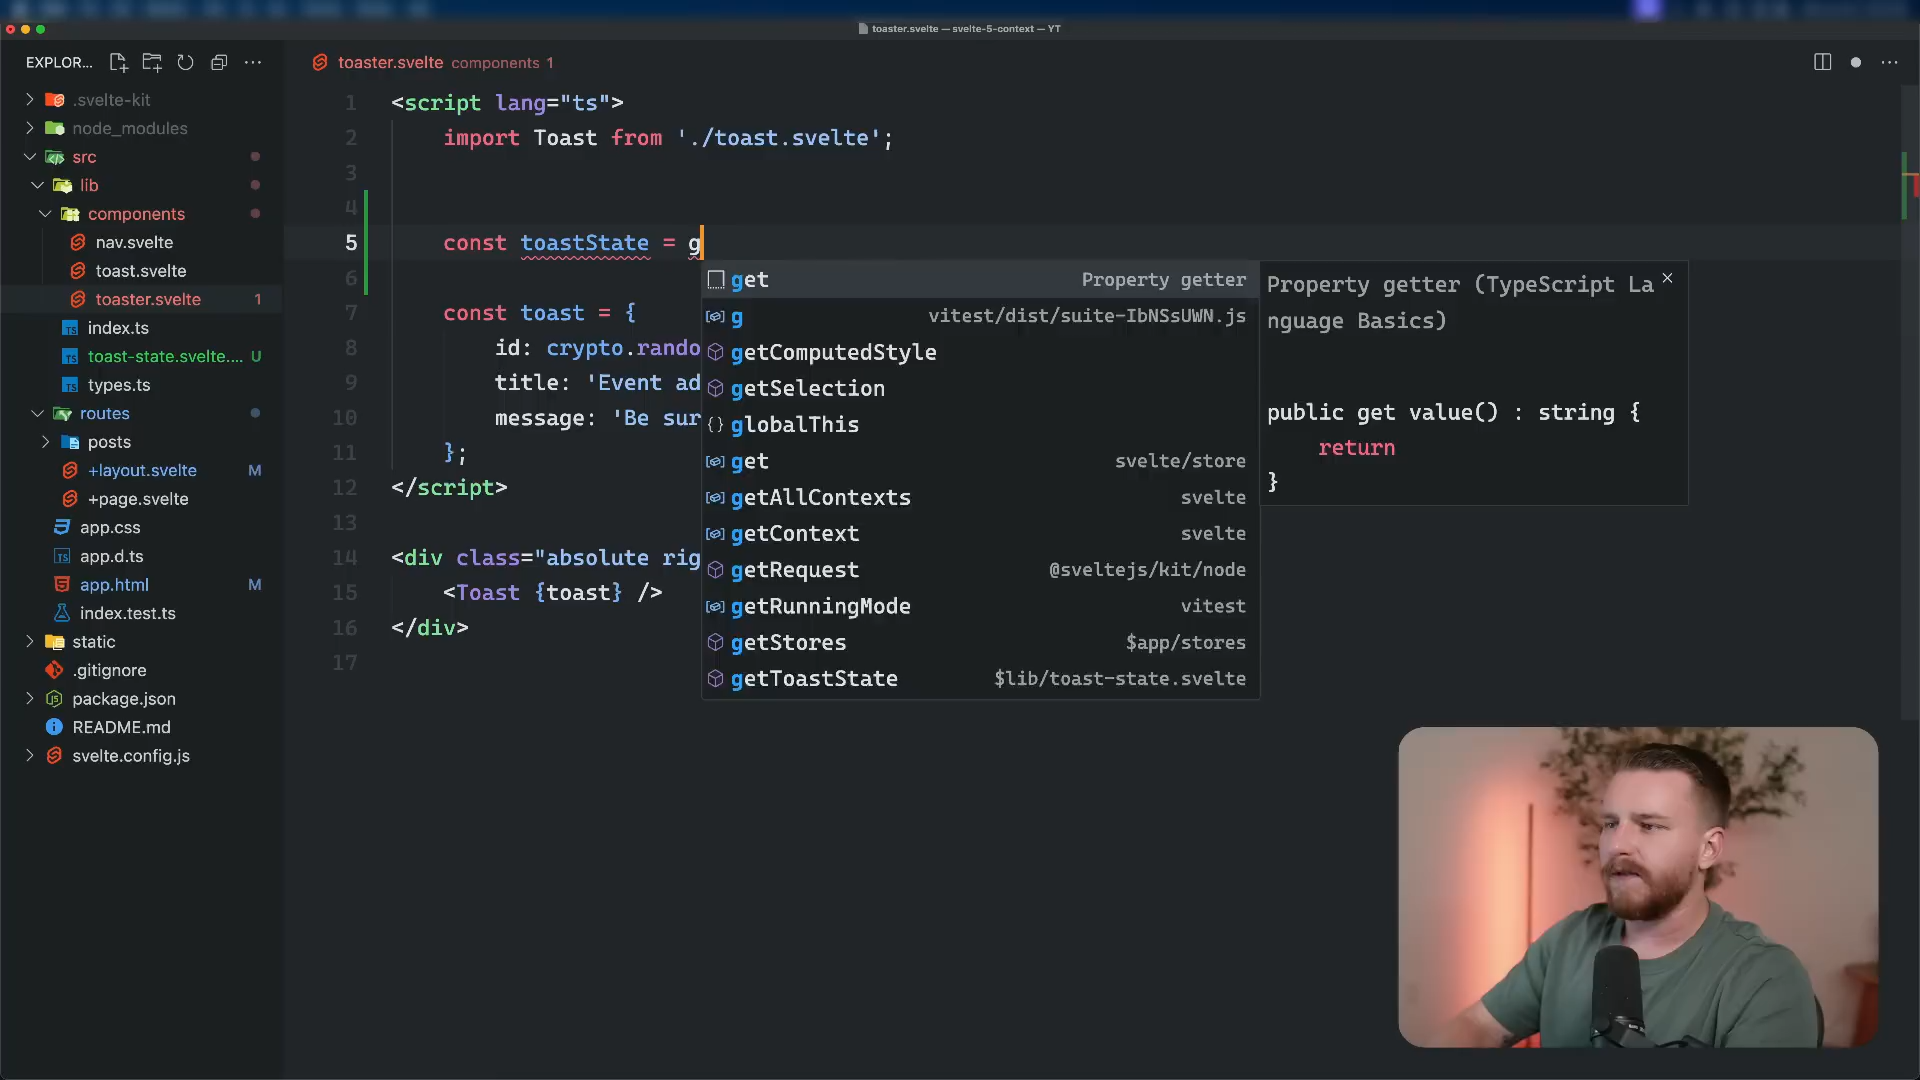 toaster.svelte — svelte-5-context — YT
EXPLOR...
.svelte-kit
node_modules
src
lib
components
nav.svelte
toast.svelte
toaster.svelte 1
index.ts
toast-state.svelte.... U
types.ts
routes
posts
+layout.svelte M
+page.svelte
app.css
app.d.ts
app.html M
index.test.ts
static
.gitignore
package.json
README.md
svelte.config.js
toaster.svelte components 1
1 <script lang="ts">
2 import Toast from './toast.svelte';
3
4
5 const toastState = g
6
7 const toast = {
8 id: crypto.rando
9 title: 'Event ad
10 message: 'Be sur
11 };
12 </script>
13
14 <div class="absolute rig
15 <Toast {toast} />
16 </div>
17
get Property getter
g vitest/dist/suite-IbNSsUWN.js
getComputedStyle
getSelection
globalThis
get svelte/store
getAllContexts svelte
getContext svelte
getRequest @sveltejs/kit/node
getRunningMode vitest
getStores $app/stores
getToastState $lib/toast-state.svelte
Property getter (TypeScript La
nguage Basics)
public get value() : string {
return
}